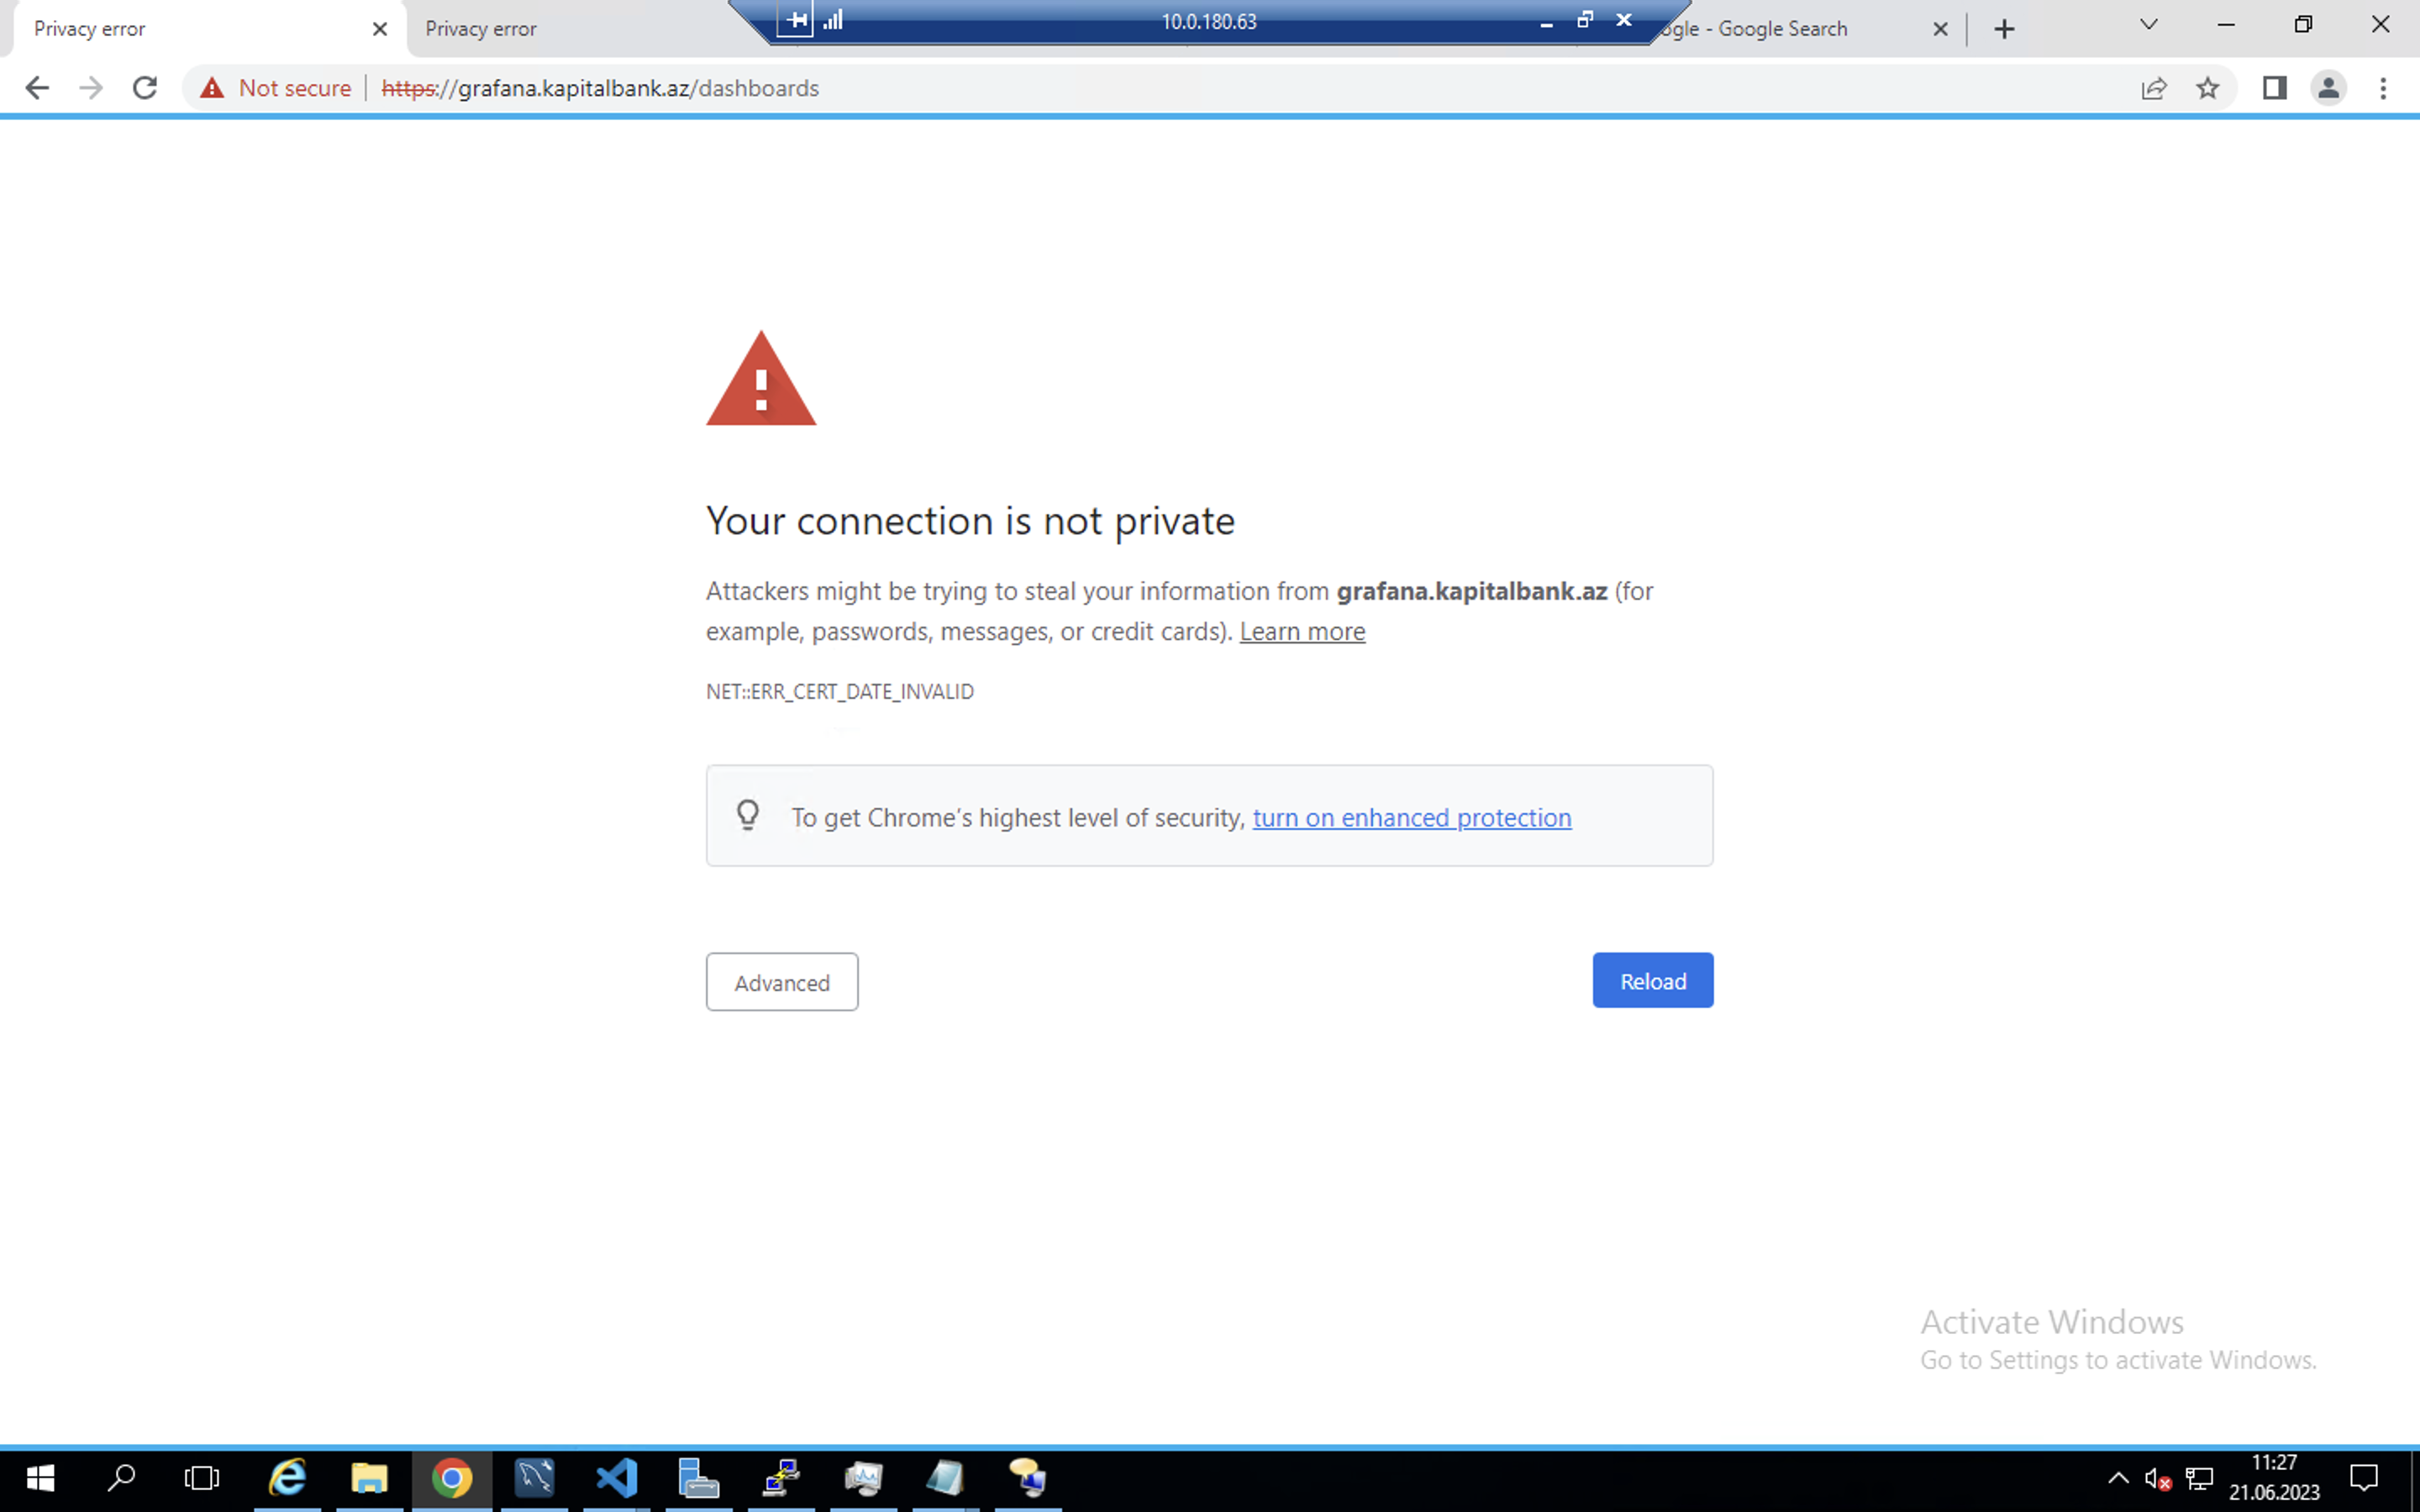 Privacy error
Privacy error
10.0.180.63
ogle - Google Search
Not secure
https://grafana.kapitalbank.az/dashboards
Your connection is not private
Attackers might be trying to steal your information from grafana.kapitalbank.az (for
example, passwords, messages, or credit cards). Learn more
NET::ERR_CERT_DATE_INVALID
To get Chrome’s highest level of security, turn on enhanced protection
Advanced
Reload
Activate Windows
Go to Settings to activate Windows.
11:27
21.06.2023